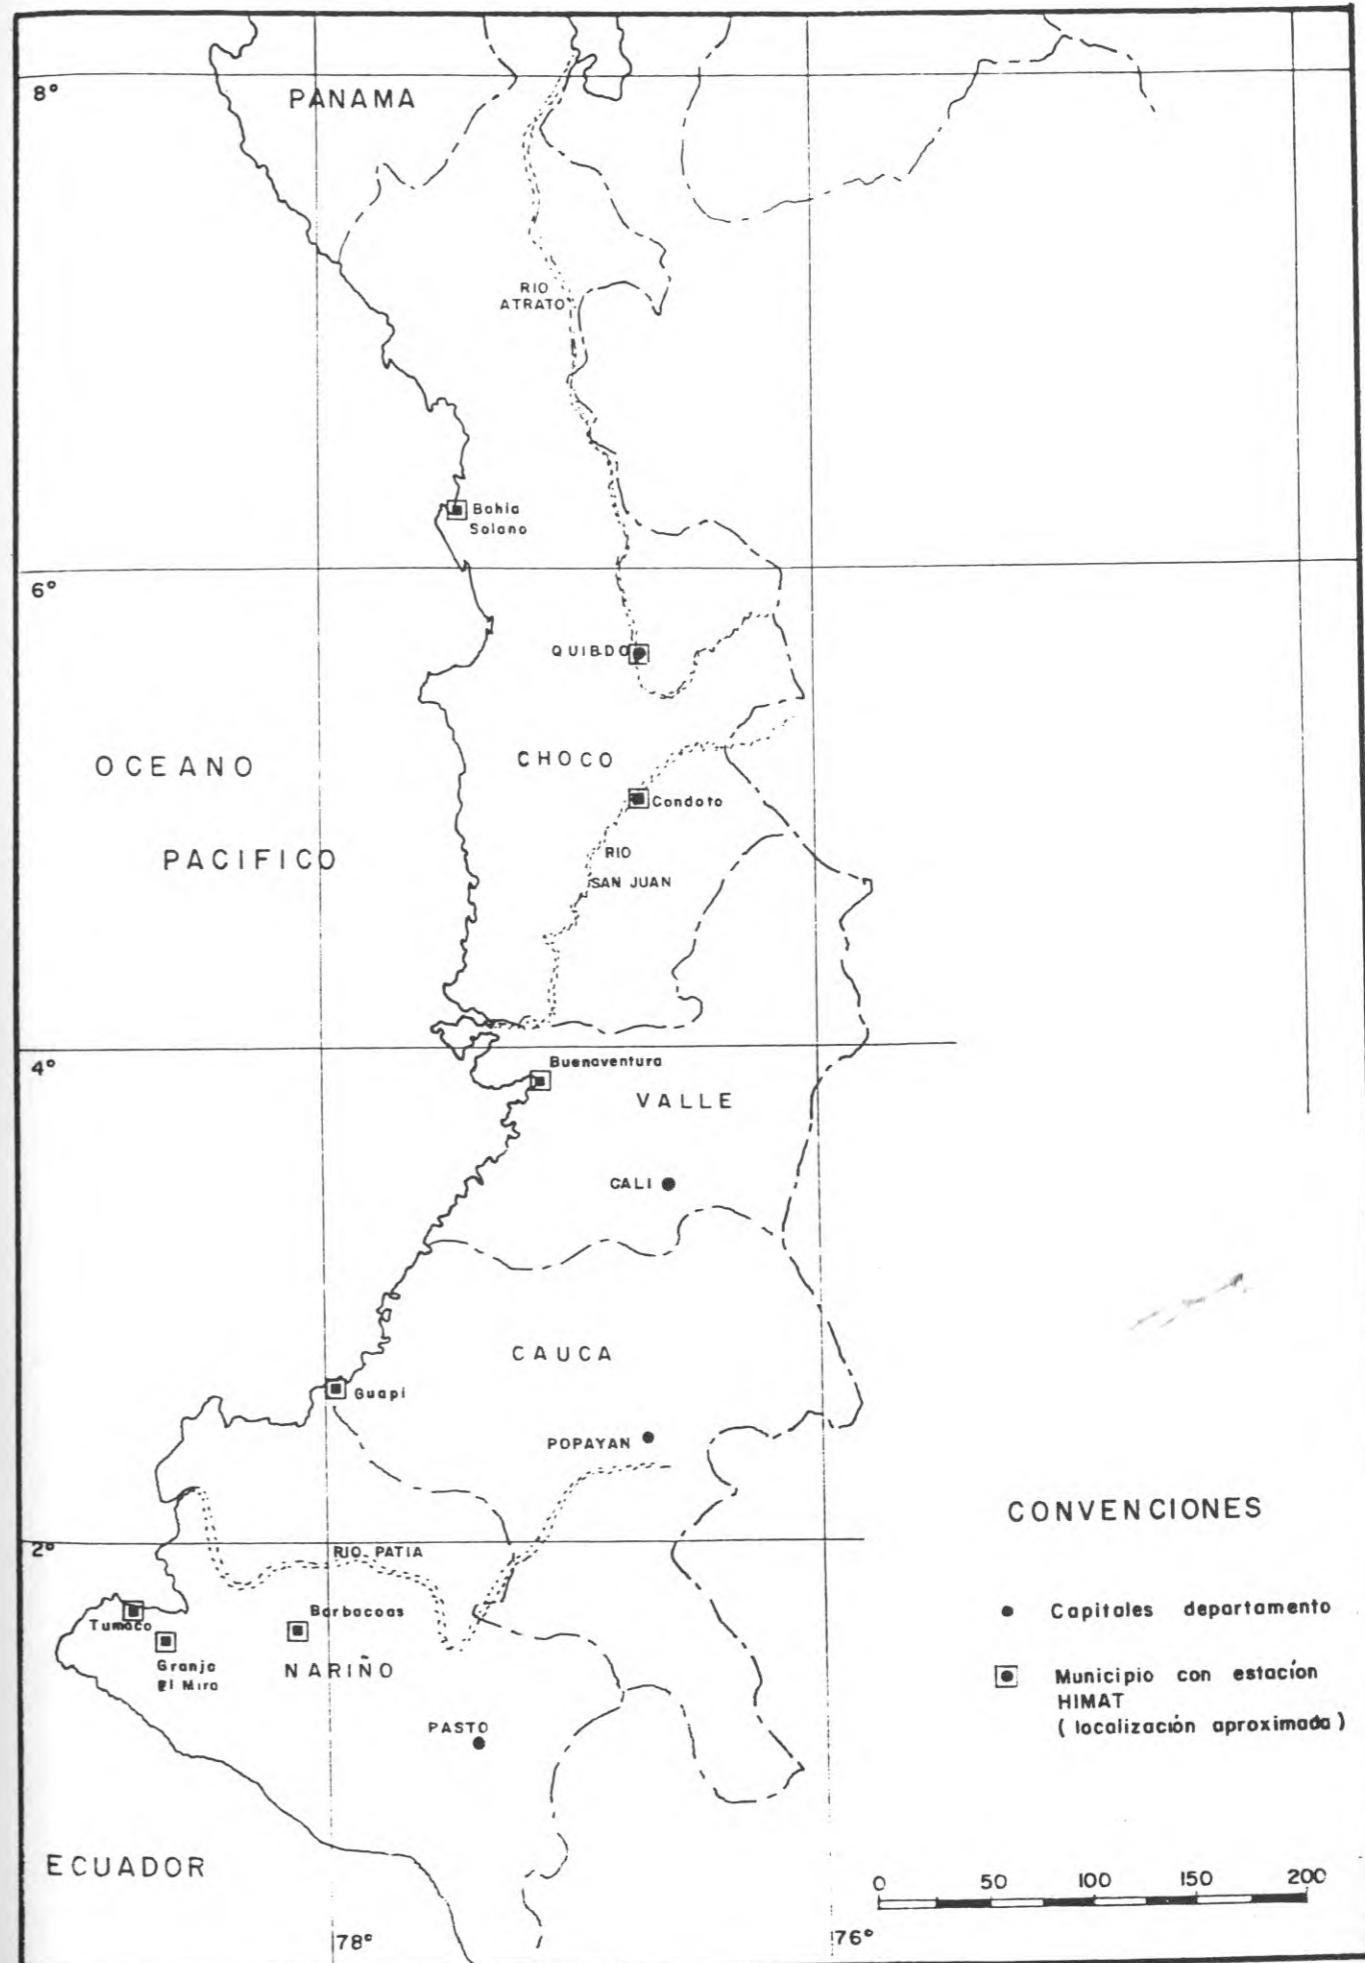 8°
PANAMA
RIO
ATRATO
Bahia
Solano
6°
QUIBDO
OCEANO
PACIFICO
CHOCO
Condoto
RIO
SAN JUAN
4°
Buenaventura
VALLE
CALI
CAUCA
Guapi
POPAYAN
2°
RIO PATIA
Tumaco
Barbacoas
Granja
El Mira
NARIÑO
PASTO
ECUADOR
CONVENCIONES
Capitales departamento
Municipio con estacíon
HIMAT
( localización aproximada )
0 50 100 150 200
78°
76°